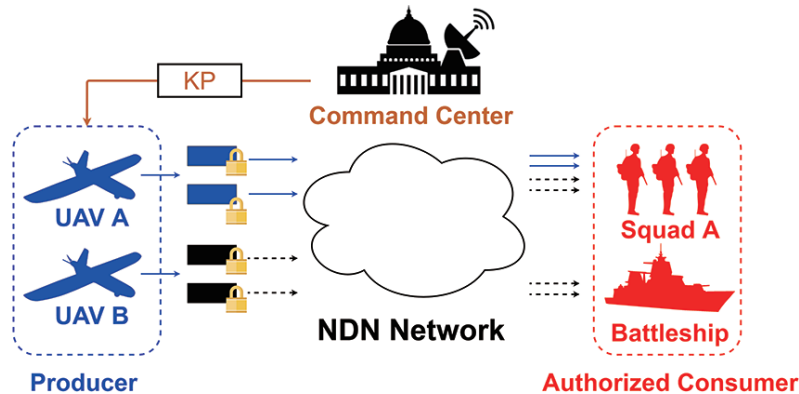 KP
Command Center
UAV A
Squad A
UAV B
NDN Network
Battleship
Producer
Authorized Consumer